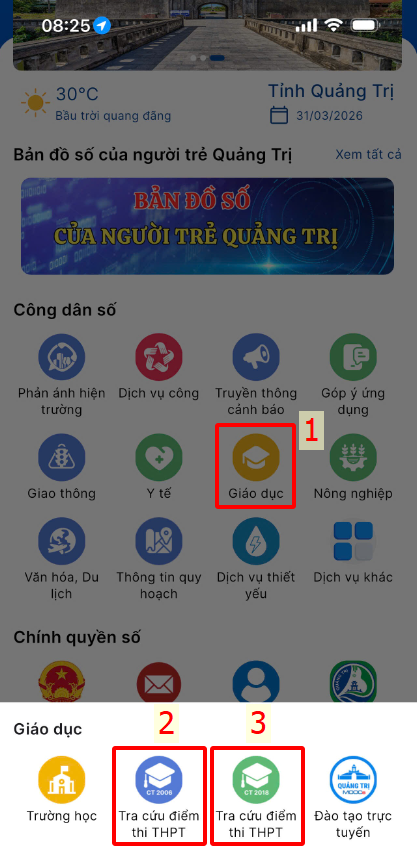 08:25
30°C
Bầu trời quang đãng
Tỉnh Quảng Trị
31/03/2026
Bản đồ số của người trẻ Quảng Trị
Xem tất cả
BẢN ĐỒ SỐ
CỦA NGƯỜI TRẺ QUẢNG TRỊ
Công dân số
Phản ánh hiện
trường
Dịch vụ công
Truyền thông
cảnh báo
Góp ý ứng
dụng
1
Giao thông
Y tế
Giáo dục
Nông nghiệp
Văn hóa, Du
lịch
Thông tin quy
hoạch
Dịch vụ thiết
yếu
Dịch vụ khác
Chính quyền số
Giáo dục
2
3
Trường học
CT 2006
Tra cứu điểm
thi THPT
CT 2018
Tra cứu điểm
thi THPT
QUẢNG TRỊ
MOOCs
Đào tạo trực
tuyến